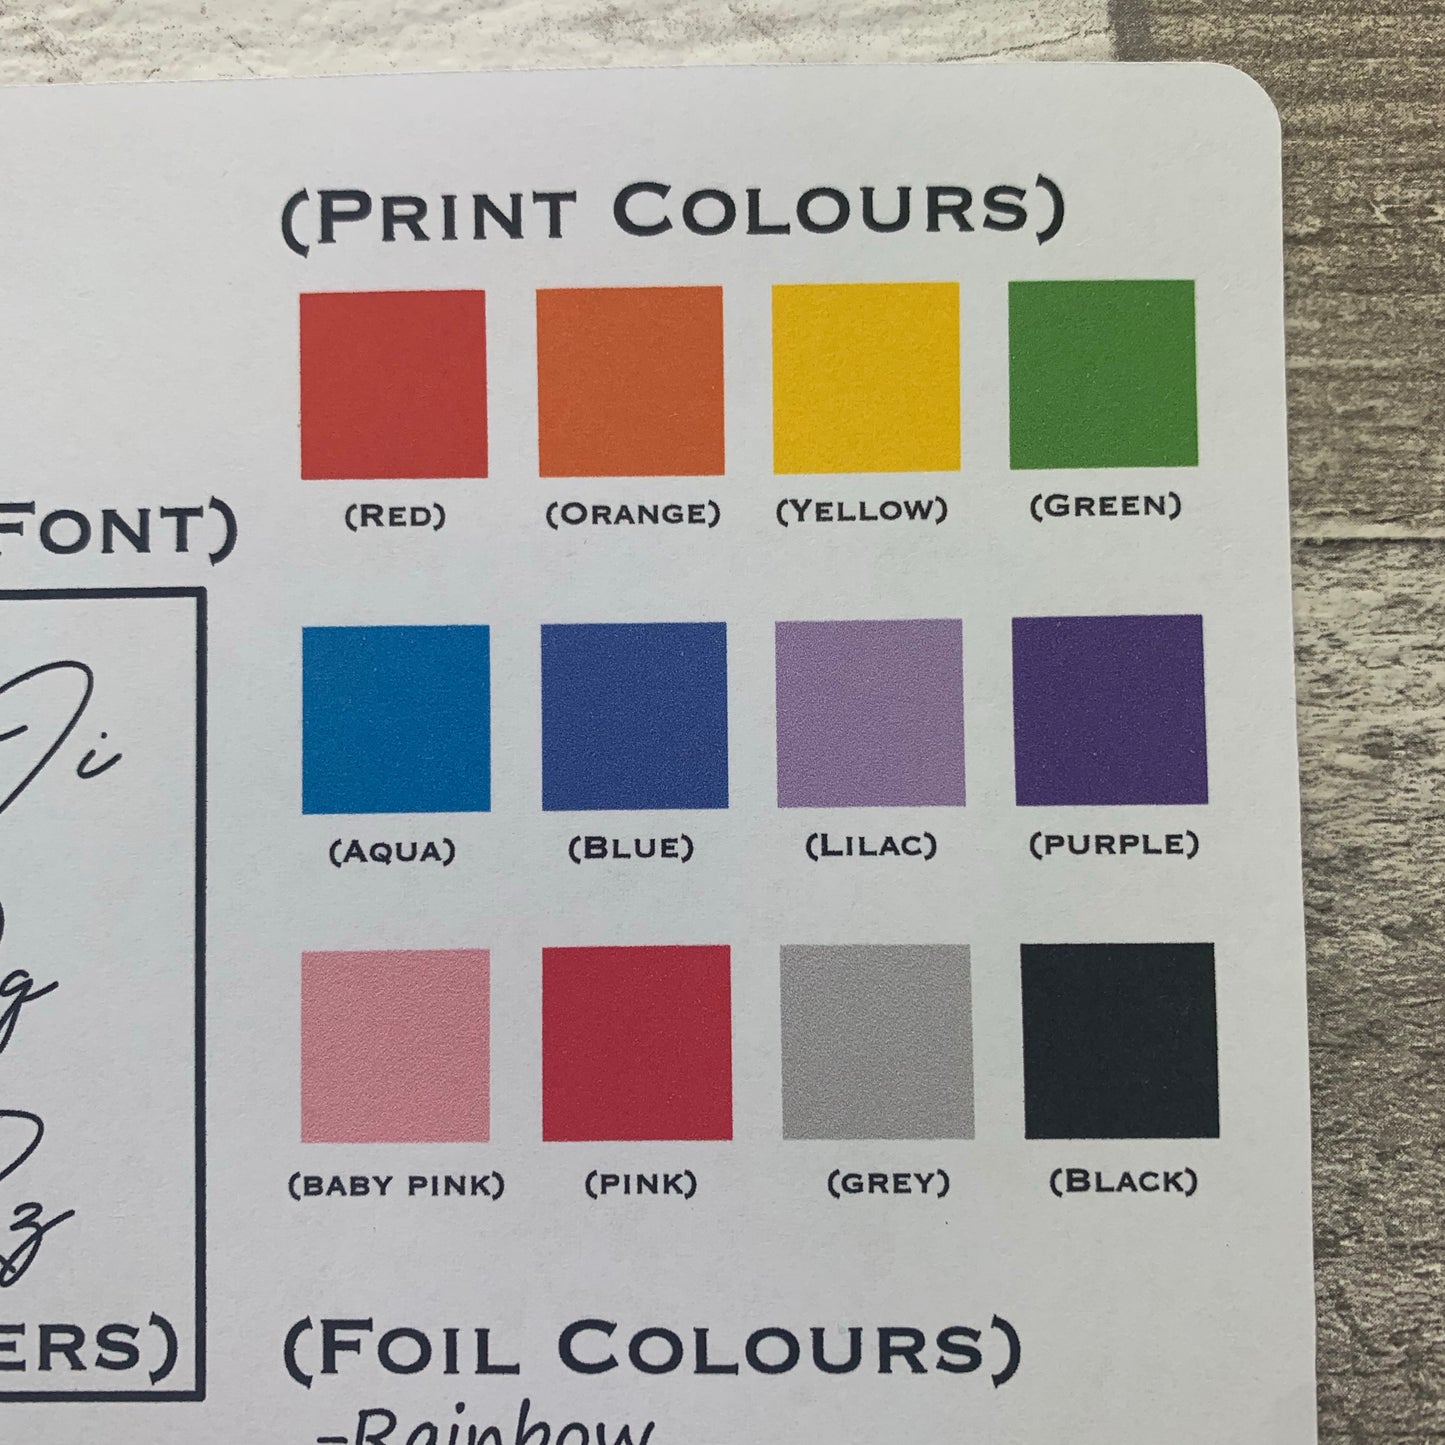 (Print Colours)
(Red) (Orange) (Yellow) (Green)
Font)
(Aqua) (Blue) (Lilac) (purple)
(baby pink) (pink) (grey) (Black)
(Foil Colours)
-Rainbow